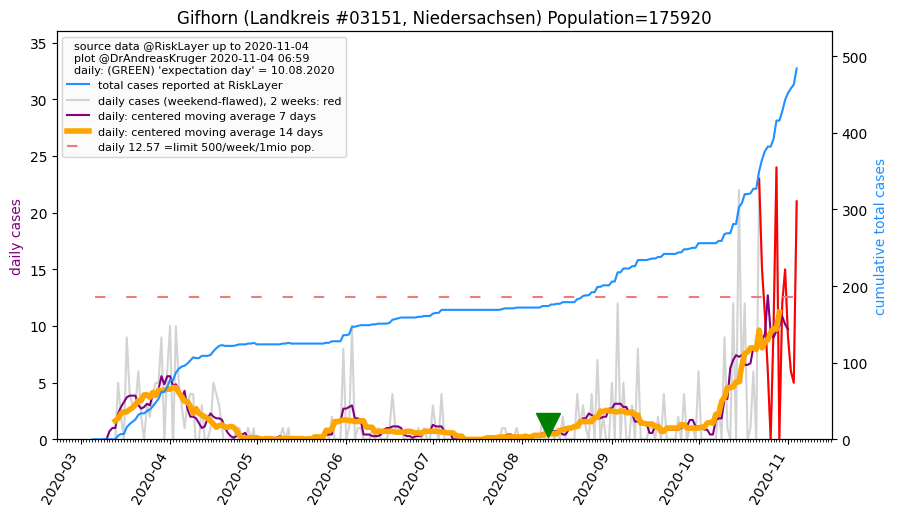 Gifhorn (Landkreis #03151, Niedersachsen) Population=175920
source data @RiskLayer up to 2020-11-04
plot @DrAndreasKruger 2020-11-04 06:59
daily: (GREEN) 'expectation day' = 10.08.2020
total cases reported at RiskLayer
daily cases (weekend-flawed), 2 weeks: red
daily: centered moving average 7 days
daily: centered moving average 14 days
daily 12.57 =limit 500/week/1mio pop.
daily cases
35
30
25
20
15
10
5
0
cumulative total cases
500
400
300
200
100
0
2020-03
2020-04
2020-05
2020-06
2020-07
2020-08
2020-09
2020-10
2020-11